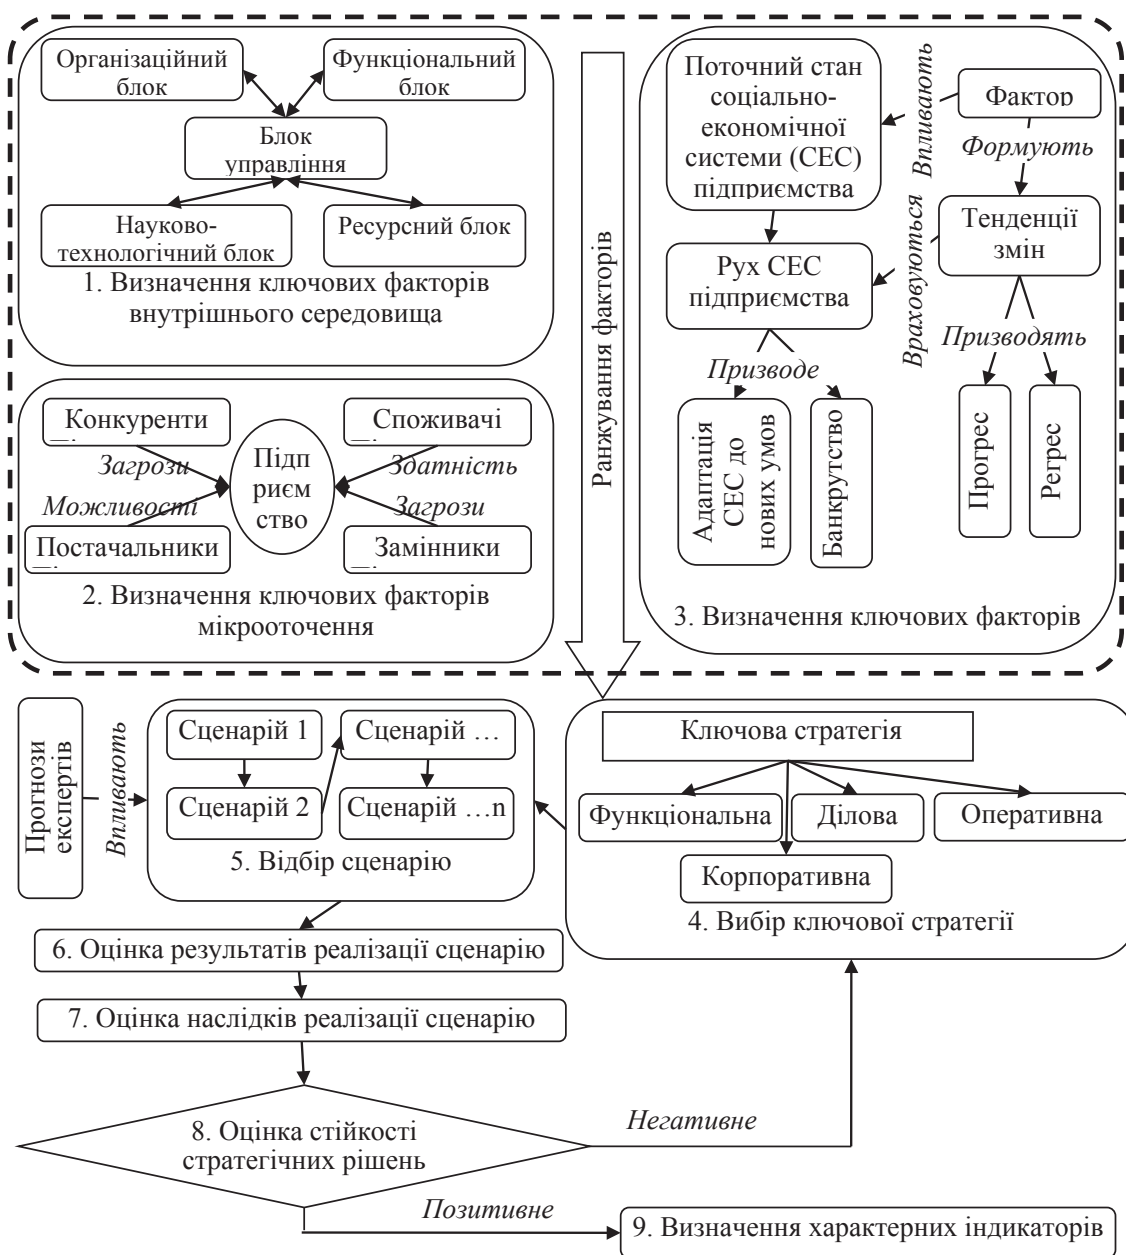 Організаційний
блок
Функціональний
блок
Блок
управління
Науково-
технологічний блок
Ресурсний блок
1. Визначення ключових факторів
внутрішнього середовища
Конкуренти
Споживачі
Загрози
Здатність
Підп
риєм
ство
Можливості
Загрози
Постачальники
Замінники
2. Визначення ключових факторів
мікрооточення
Ранжування факторів
Поточний стан
соціально-
економічної
системи (СЕС)
підприємства
Впливають
Фактор
Формують
Тенденції
змін
Рух СЕС
підприємства
Враховуються
Призводять
Призводе
Адаптація
СЕС до
нових умов
Банкрутство
Прогрес
Регрес
3. Визначення ключових факторів
Прогнози
експертів
Впливають
Сценарій 1
Сценарій …
Сценарій 2
Сценарій …n
5. Відбір сценарію
Ключова стратегія
Функціональна
Ділова
Оперативна
Корпоративна
4. Вибір ключової стратегії
6. Оцінка результатів реалізації сценарію
7. Оцінка наслідків реалізації сценарію
8. Оцінка стійкості
стратегічних рішень
Негативне
Позитивне
9. Визначення характерних індикаторів